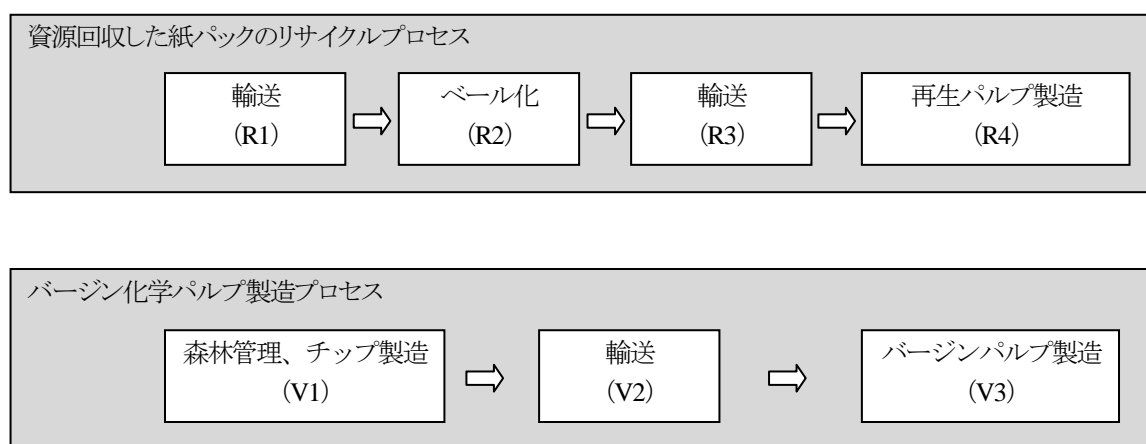 資源回収した紙パックのリサイクルプロセス
輸送
(R1)
ベール化
(R2)
輸送
(R3)
再生パルプ製造
(R4)
バージン化学パルプ製造プロセス
森林管理、チップ製造
(V1)
輸送
(V2)
バージンパルプ製造
(V3)